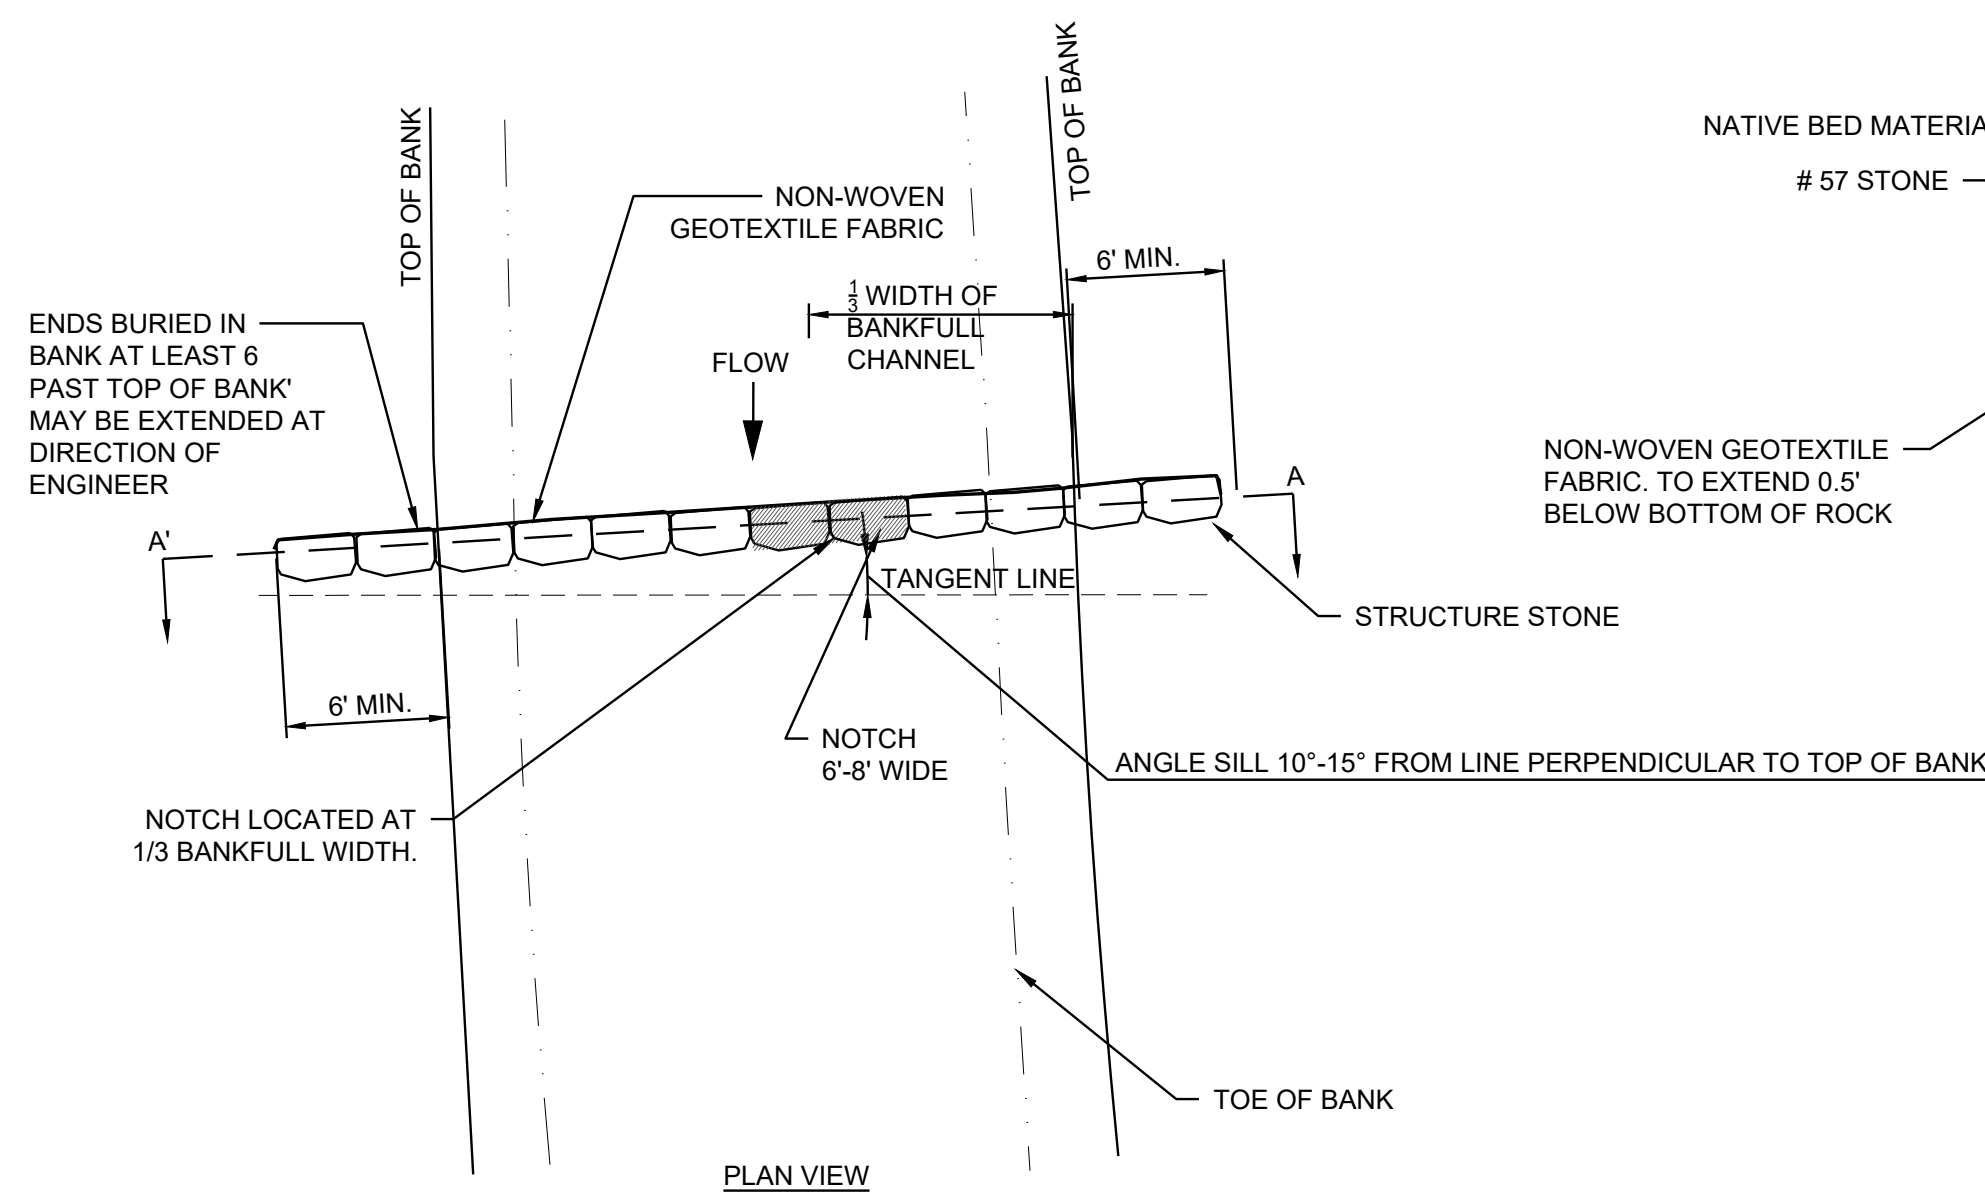 TOP OF BANK
TOP OF BANK
NATIVE BED MATERIA
# 57 STONE
NON-WOVEN
GEOTEXTILE FABRIC
6' MIN.
1/3 WIDTH OF
BANKFULL
CHANNEL
ENDS BURIED IN
BANK AT LEAST 6
PAST TOP OF BANK'
MAY BE EXTENDED AT
DIRECTION OF
ENGINEER
FLOW
NON-WOVEN GEOTEXTILE
FABRIC. TO EXTEND 0.5'
BELOW BOTTOM OF ROCK
A
A'
TANGENT LINE
STRUCTURE STONE
6' MIN.
NOTCH
6'-8' WIDE
ANGLE SILL 10°-15° FROM LINE PERPENDICULAR TO TOP OF BANK
NOTCH LOCATED AT
1/3 BANKFULL WIDTH.
TOE OF BANK
PLAN VIEW